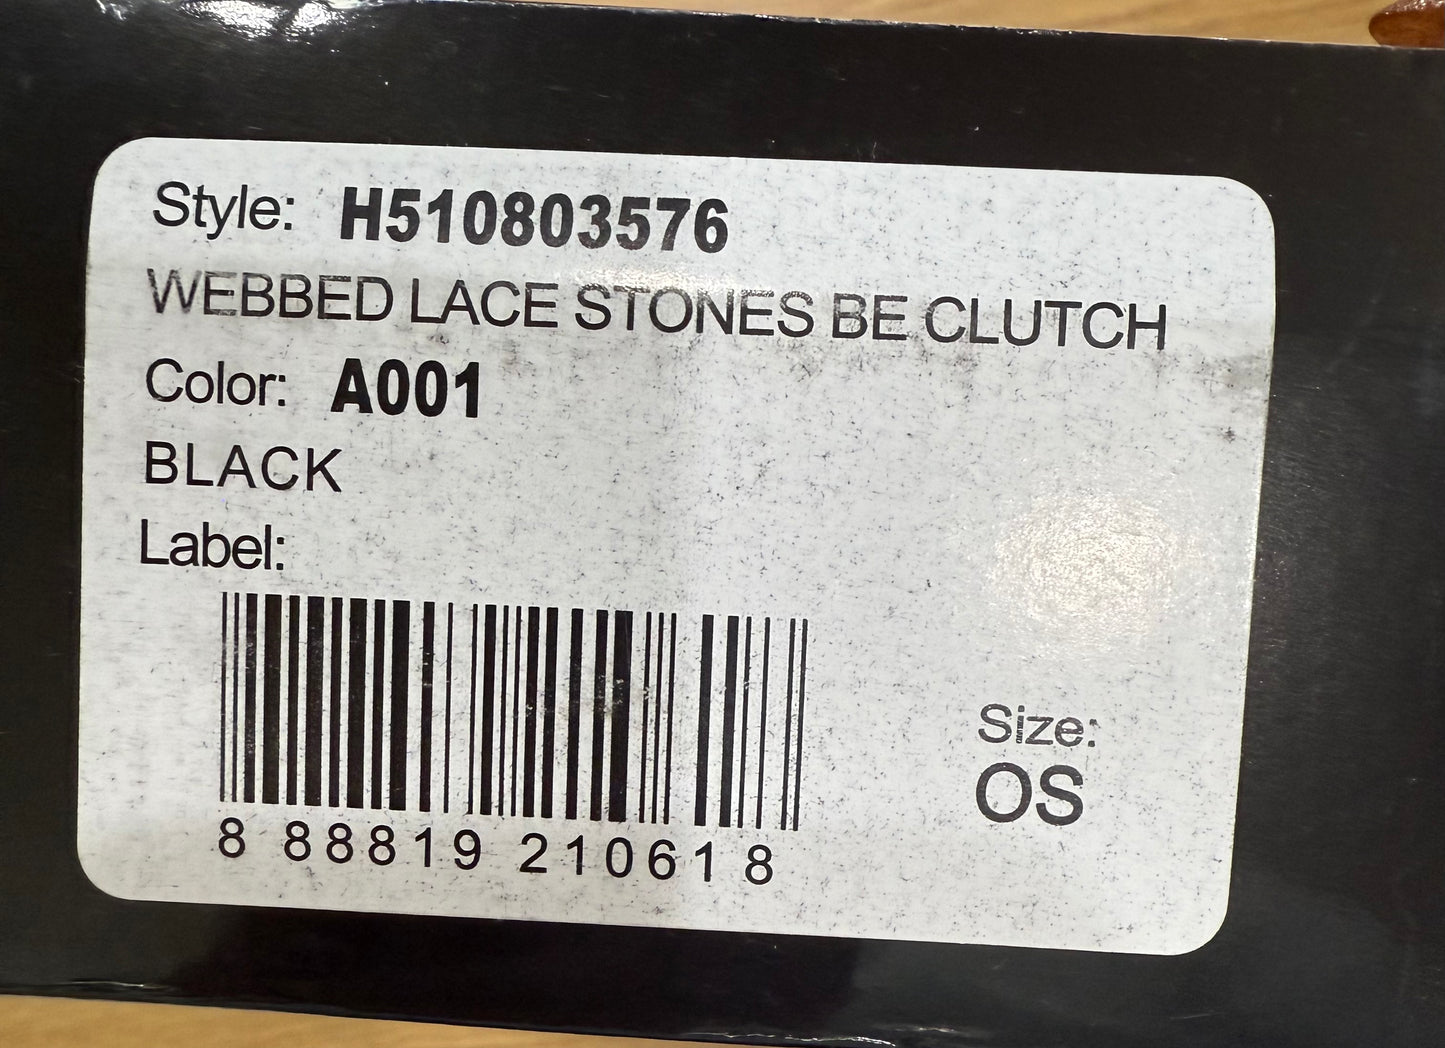 Style: H510803576
WEBBED LACE STONES BE CLUTCH
Color: A001
BLACK
Label:
Size:
OS
8 88819 21061 8